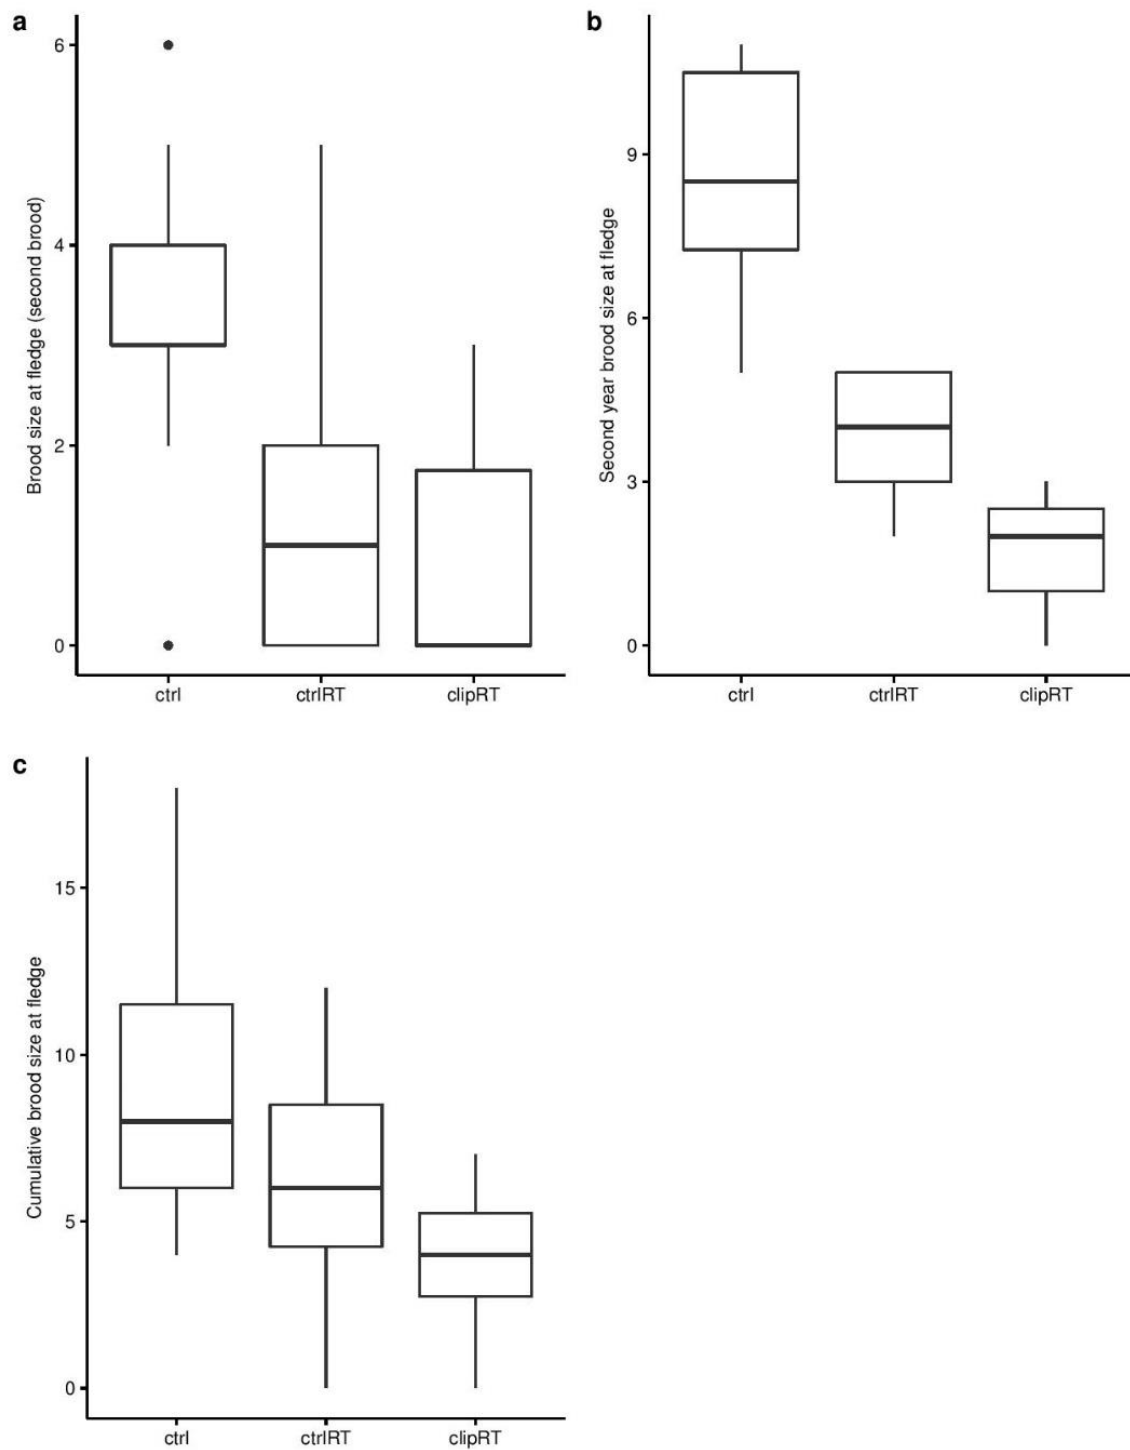 a
Brood size at fledge (second brood)
6
4
2
0
ctrl
ctrlRT
clipRT
b
Second year brood size at fledge
9
6
3
0
ctrl
ctrlRT
clipRT
c
Cumulative brood size at fledge
15
10
5
0
ctrl
ctrlRT
clipRT